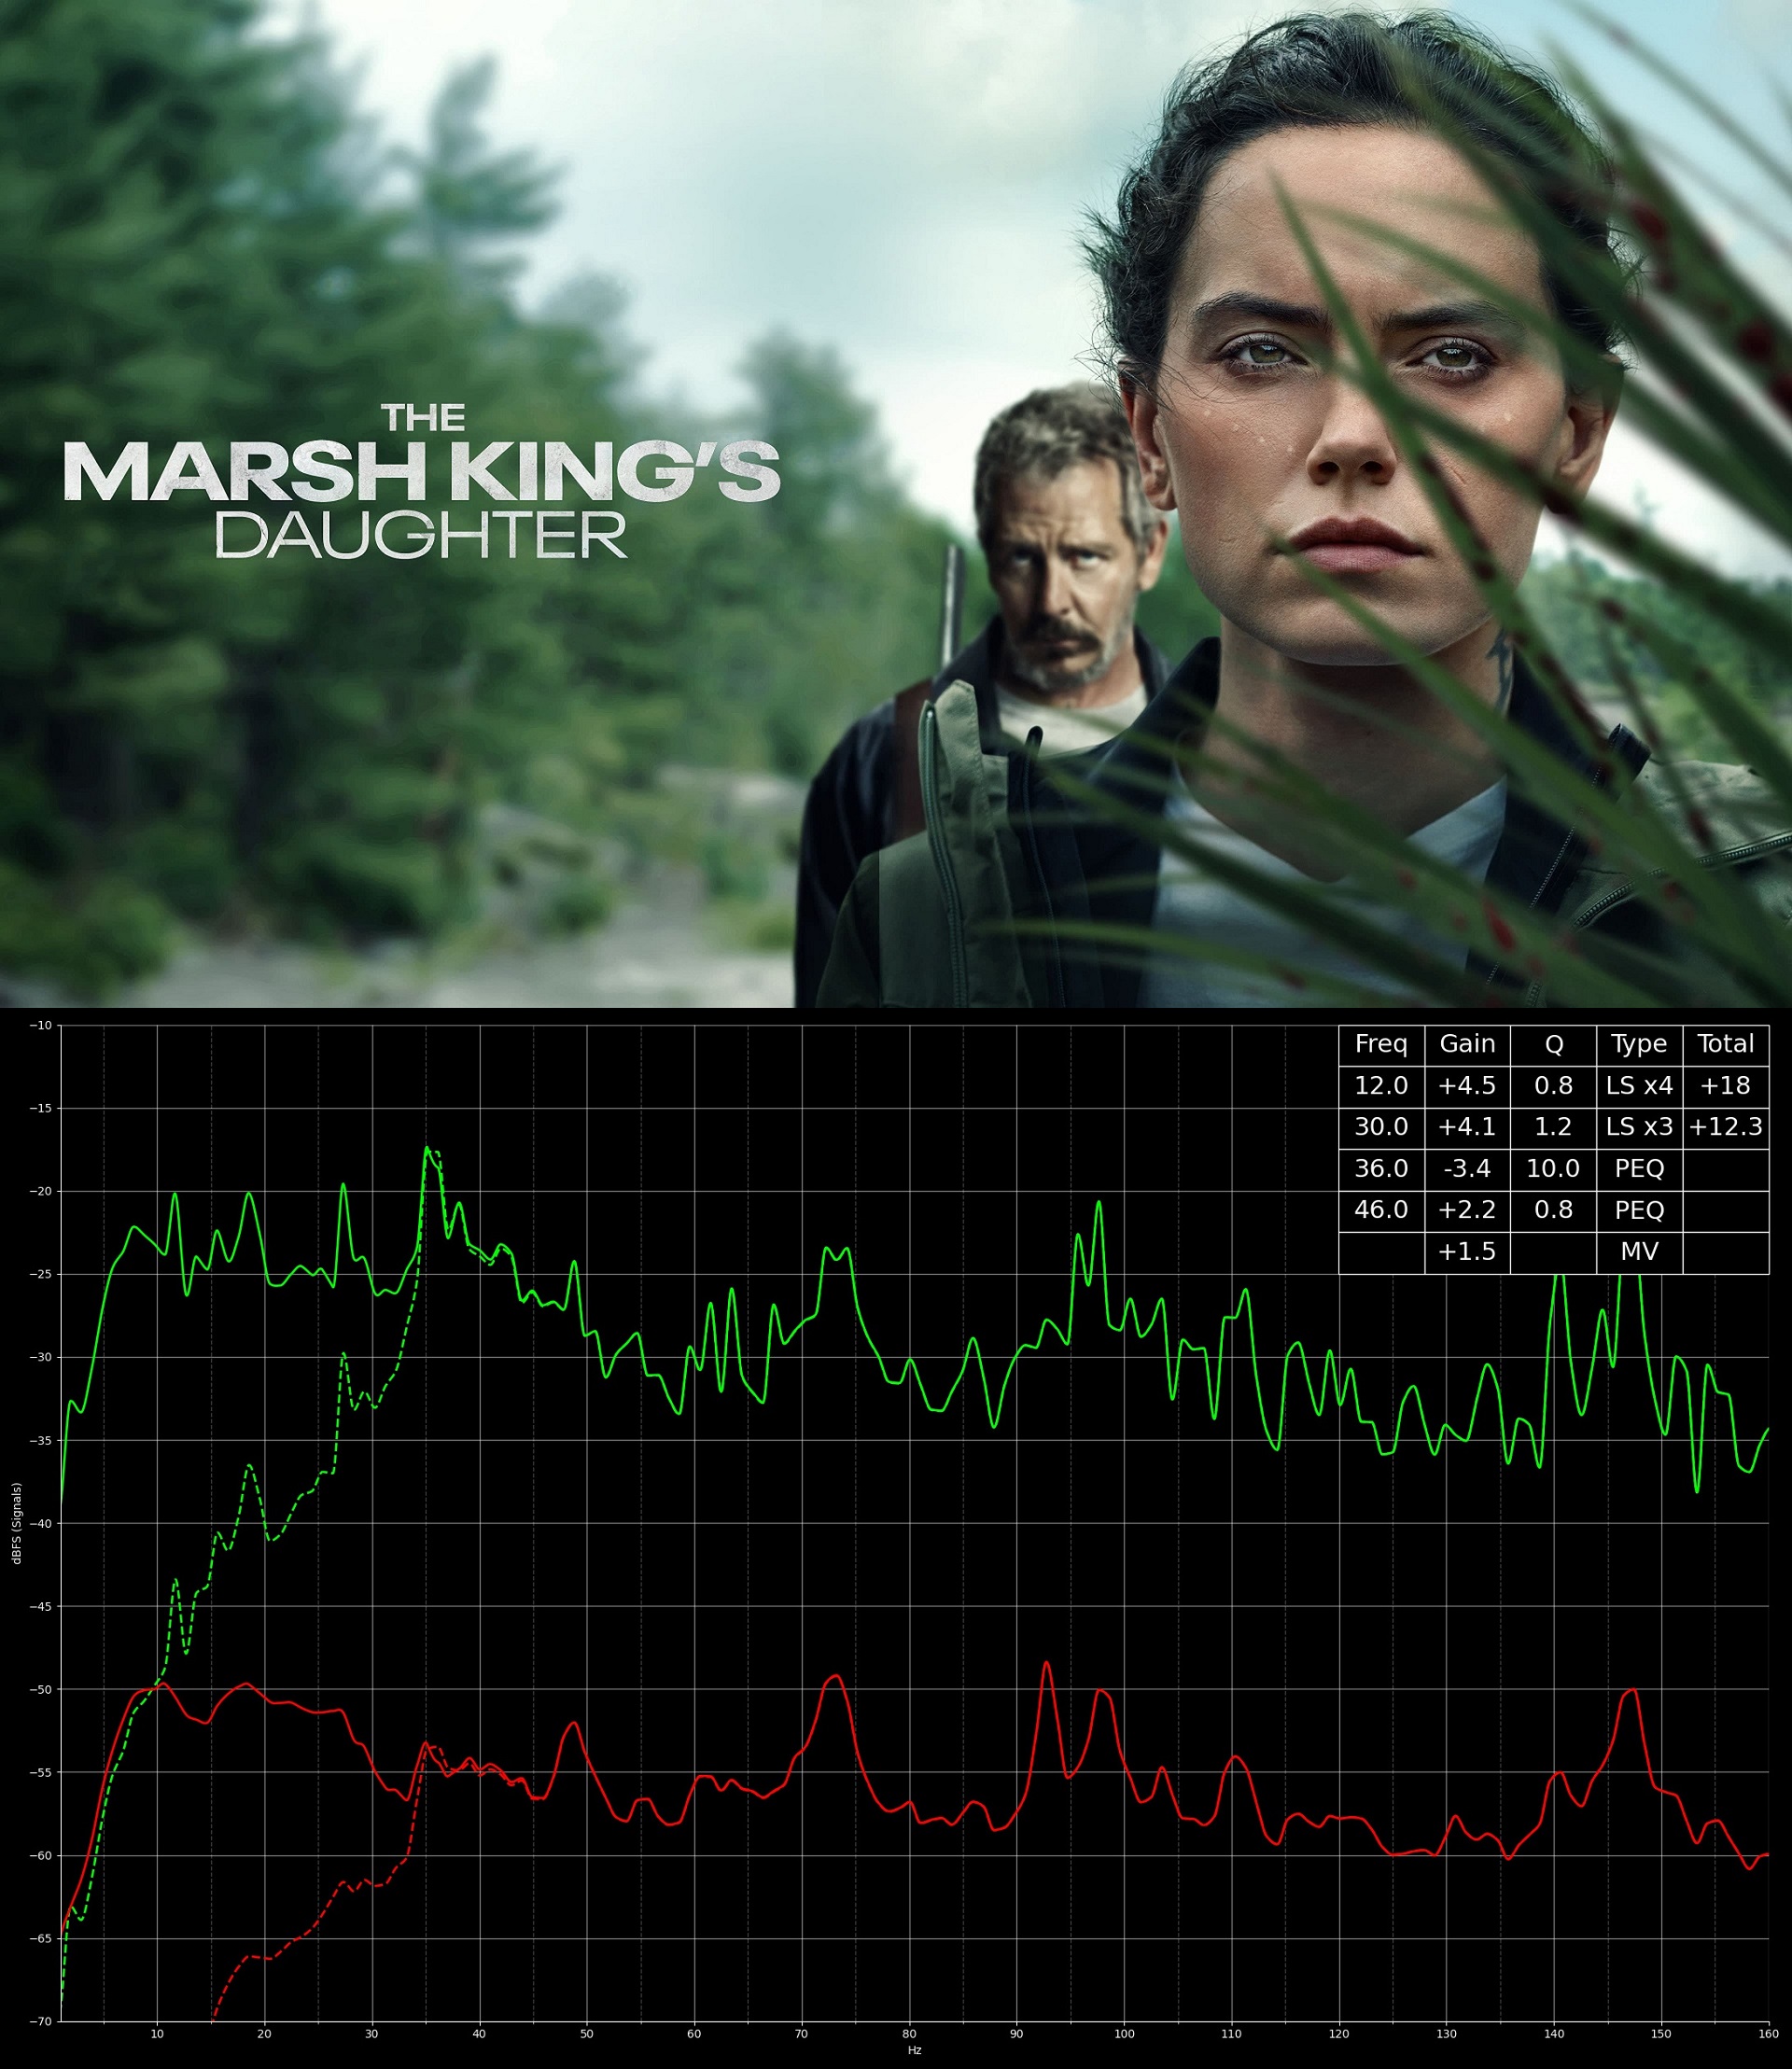 THE
MARSH KING'S
DAUGHTER
Freq Gain Q Type Total
12.0 +4.5 0.8 LS x4 +18
30.0 +4.1 1.2 LS x3 +12.3
36.0 -3.4 10.0 PEQ
46.0 +2.2 0.8 PEQ
+1.5 MV
−10
−15
−20
−25
−30
−35
−40
−45
−50
−55
−60
−65
−70
dBFS (Signals)
10 20 30 40 50 60 70 80 90 100 110 120 130 140 150 160
Hz